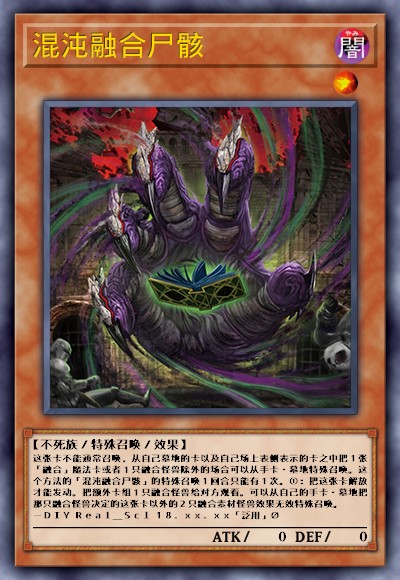 混沌融合尸骸
やみ
闇
【不死族/特殊召唤/效果】
这张卡不能通常召唤。从自己墓地的卡以及自己场上表侧表示的卡之中把1张
「融合」魔法卡或者1只融合怪兽除外的场合可以从手卡·墓地特殊召唤。这
个方法的「混沌融合尸骸」的特殊召唤1回合只能有1次。①:把这张卡解放
才能发动。把额外卡组1只融合怪兽给对方观看。可以从自己的手卡·墓地把
那只融合怪兽决定的这张卡以外的2只融合素材怪兽效果无效特殊召唤。
－DIYReal_Scl18.xx.xx「泛用」Ø
ATK/ 0 DEF/ 0